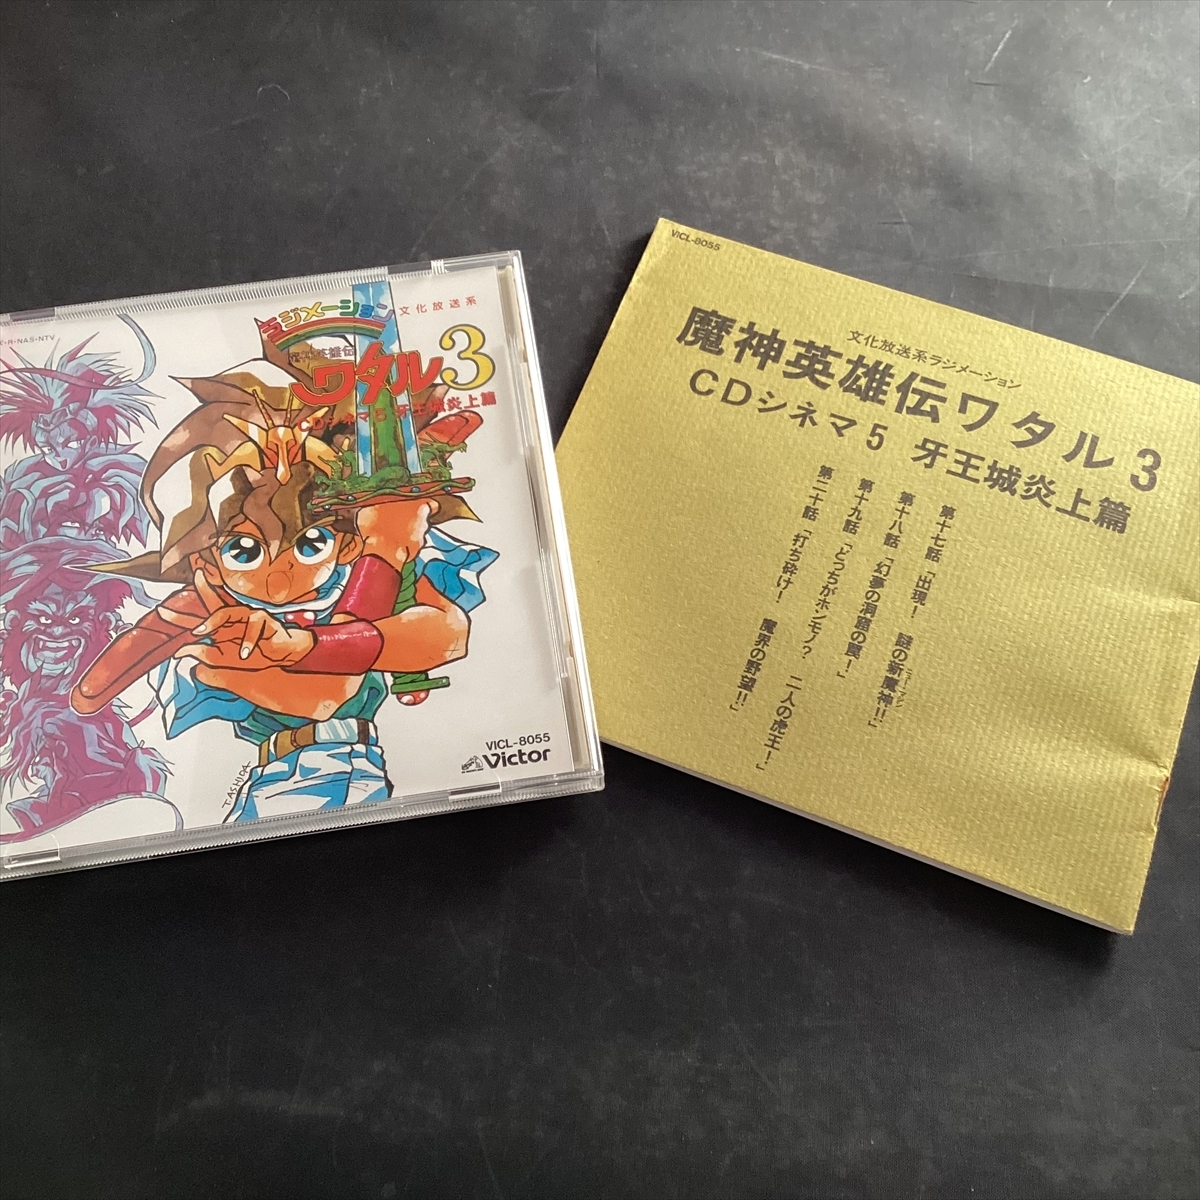 E・R・NAS・NTV
ラジメーション
文化放送系
魔神英雄伝
ワタル3
CDシネマ5 牙王城炎上篇
VICL-8055
Victor
T.ASHIDA
VICL-8055
文化放送系ラジメーション
魔神英雄伝ワタル3
CDシネマ5 牙王城炎上篇
第十七話「出現! 謎の新魔神!!」
第十八話「幻夢の洞窟の罠!」
第十九話「どっちがホンモノ? 二人の虎王!」
第二十話「打ち砕け! 魔界の野望!!」